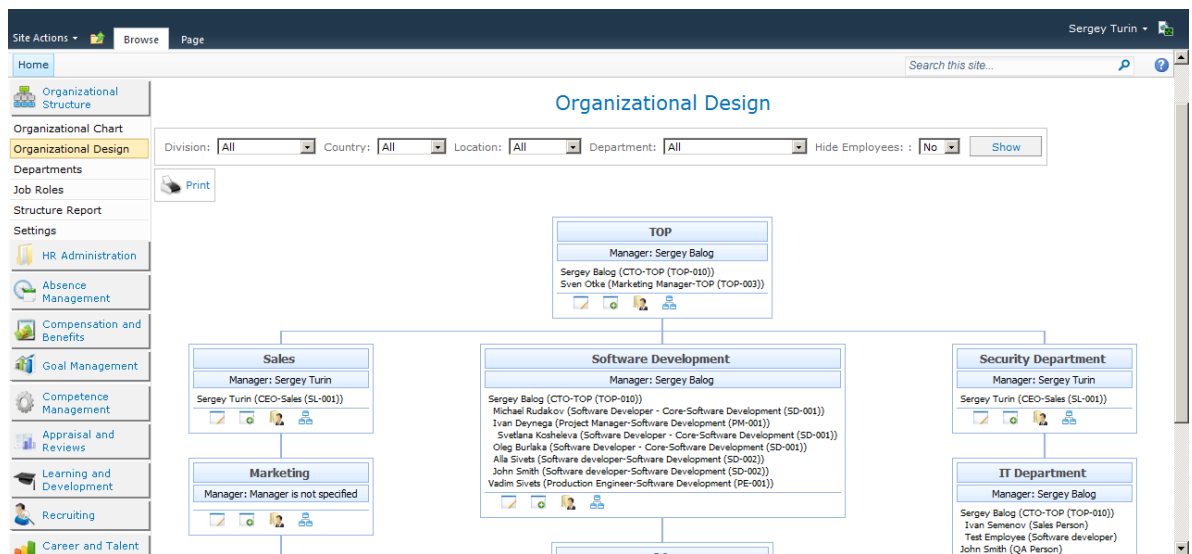 Sergey Turin
Site Actions
Browse
Page
Home
Search this site...
Organizational Structure
Organizational Chart
Organizational Design
Departments
Job Roles
Structure Report
Settings
HR Administration
Absence Management
Compensation and Benefits
Goal Management
Competence Management
Appraisal and Reviews
Learning and Development
Recruiting
Career and Talent
Organizational Design
Division: All Country: All Location: All Department: All Hide Employees: : No Show
Print
TOP
Manager: Sergey Balog
Sergey Balog (CTO-TOP (TOP-010))
Sven Otke (Marketing Manager-TOP (TOP-003))
Sales
Manager: Sergey Turin
Sergey Turin (CEO-Sales (SL-001))
Marketing
Manager: Manager is not specified
Software Development
Manager: Sergey Balog
Sergey Balog (CTO-TOP (TOP-010))
Michael Rudakov (Software Developer - Core-Software Development (SD-001))
Ivan Deynega (Project Manager-Software Development (PM-001))
Svetlana Kosheleva (Software Developer - Core-Software Development (SD-001))
Oleg Burlaka (Software Developer - Core-Software Development (SD-001))
Alla Sivets (Software developer-Software Development (SD-002))
John Smith (Software developer-Software Development (SD-002))
Vadim Sivets (Production Engineer-Software Development (PE-001))
Security Department
Manager: Sergey Turin
Sergey Turin (CEO-Sales (SL-001))
IT Department
Manager: Sergey Balog
Sergey Balog (CTO-TOP (TOP-010))
Ivan Semenov (Sales Person)
Test Employee (Software developer)
John Smith (QA Person)